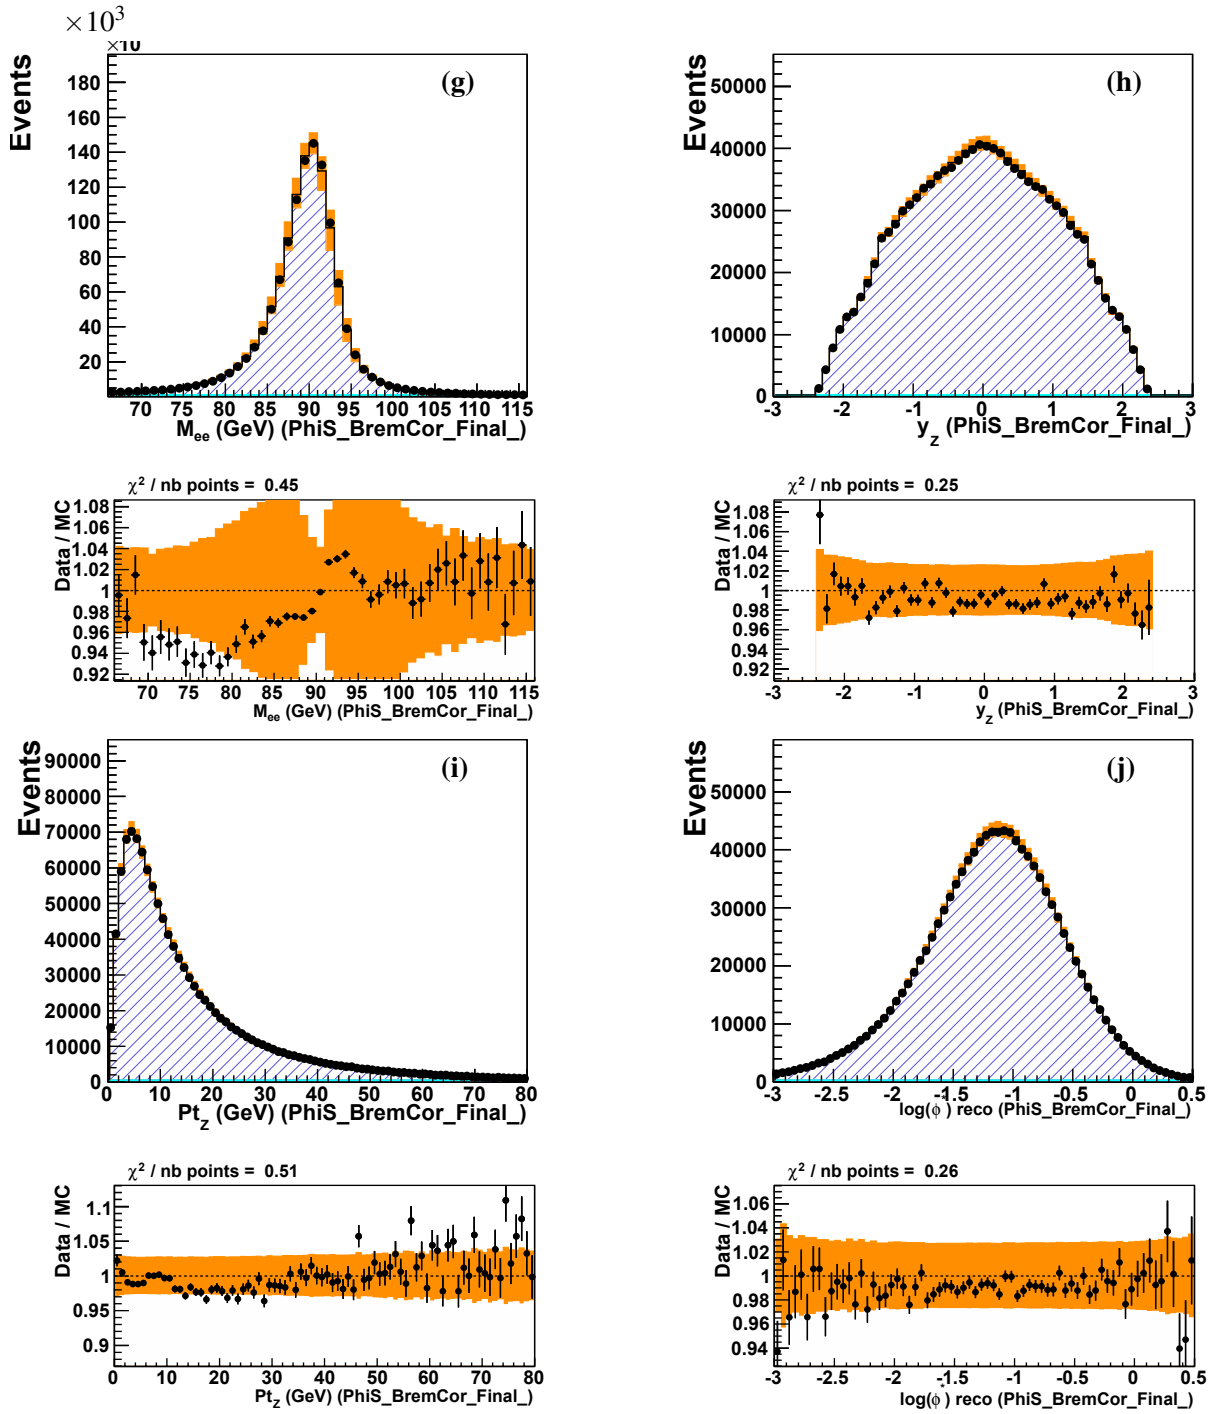 ×10³
×10
Events
(g)
180
160
140
120
100
80
60
40
20
70 75 80 85 90 95 100 105 110 115
M_ee (GeV) (PhiS_BremCor_Final_)
Events
(h)
50000
40000
30000
20000
10000
0
-3 -2 -1 0 1 2 3
y_Z (PhiS_BremCor_Final_)
χ² / nb points = 0.45
Data / MC
1.08
1.06
1.04
1.02
1
0.98
0.96
0.94
0.92
70 75 80 85 90 95 100 105 110 115
M_ee (GeV) (PhiS_BremCor_Final_)
χ² / nb points = 0.25
Data / MC
1.08
1.06
1.04
1.02
1
0.98
0.96
0.94
0.92
-3 -2 -1 0 1 2 3
y_Z (PhiS_BremCor_Final_)
Events
(i)
90000
80000
70000
60000
50000
40000
30000
20000
10000
0
0 10 20 30 40 50 60 70 80
Pt_Z (GeV) (PhiS_BremCor_Final_)
Events
(j)
50000
40000
30000
20000
10000
0
-3 -2.5 -2 -1.5 -1 -0.5 0 0.5
log(ϕ*) reco (PhiS_BremCor_Final_)
χ² / nb points = 0.51
Data / MC
1.1
1.05
1
0.95
0.9
0 10 20 30 40 50 60 70 80
Pt_Z (GeV) (PhiS_BremCor_Final_)
χ² / nb points = 0.26
Data / MC
1.06
1.04
1.02
1
0.98
0.96
0.94
-3 -2.5 -2 -1.5 -1 -0.5 0 0.5
log(ϕ*) reco (PhiS_BremCor_Final_)